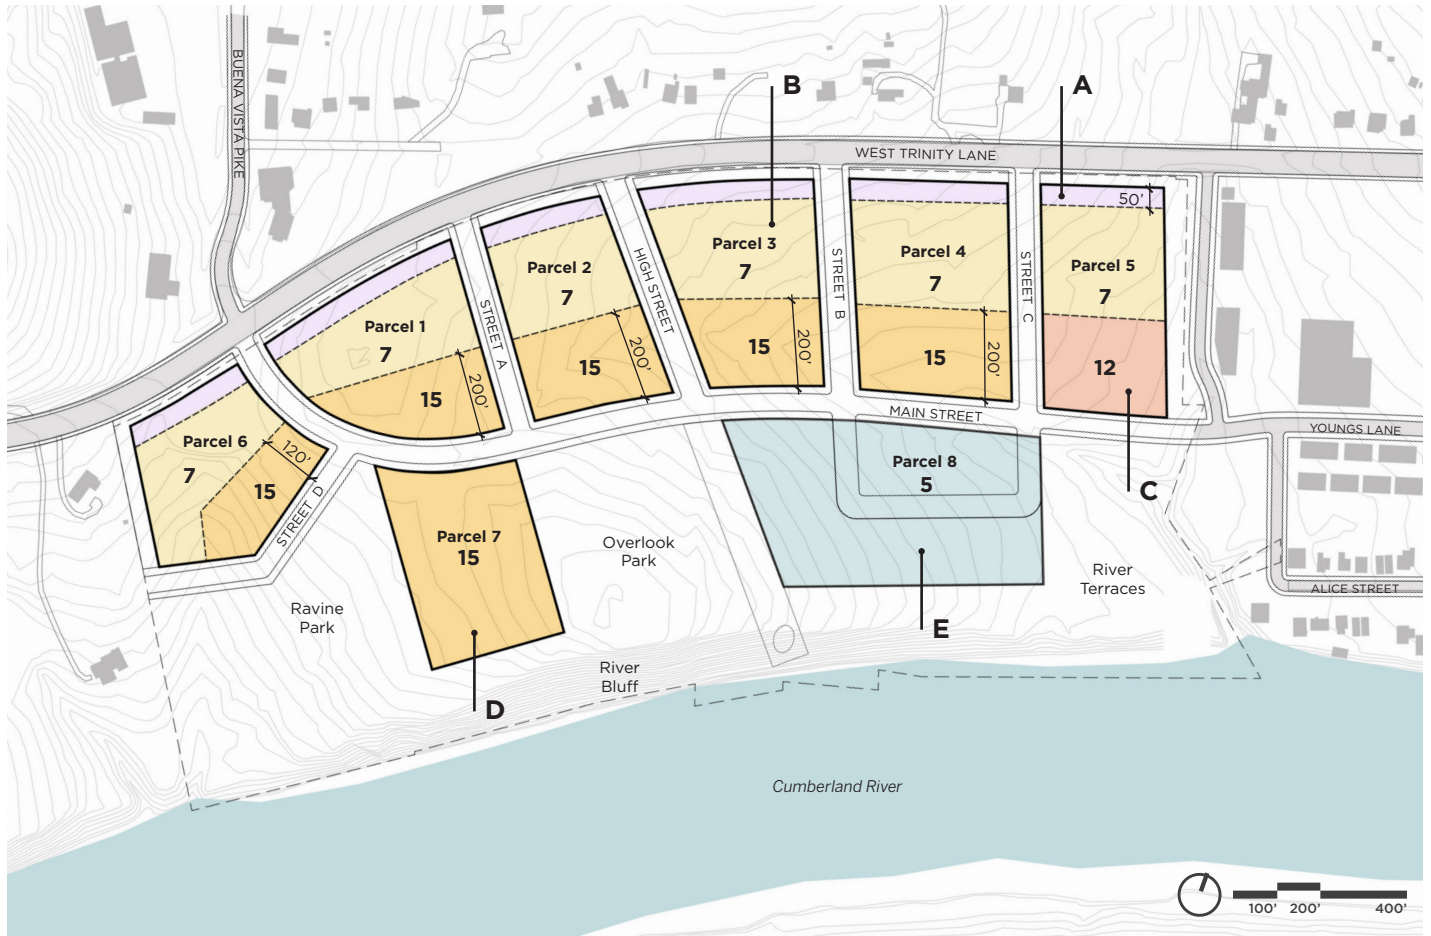 B
A
BUENA VISTA PIKE
WEST TRINITY LANE
50'
Parcel 3
7
Parcel 4
7
Parcel 5
7
Parcel 2
7
HIGH STREET
STREET B
STREET C
Parcel 1
7
STREET A
200'
15
200'
15
200'
15
12
15
200'
15
MAIN STREET
YOUNGS LANE
Parcel 6
7
120'
15
STREET D
Parcel 8
5
C
Parcel 7
15
Overlook
Park
River
Terraces
ALICE STREET
Ravine
Park
E
River
Bluff
D
Cumberland River
100'
200'
400'